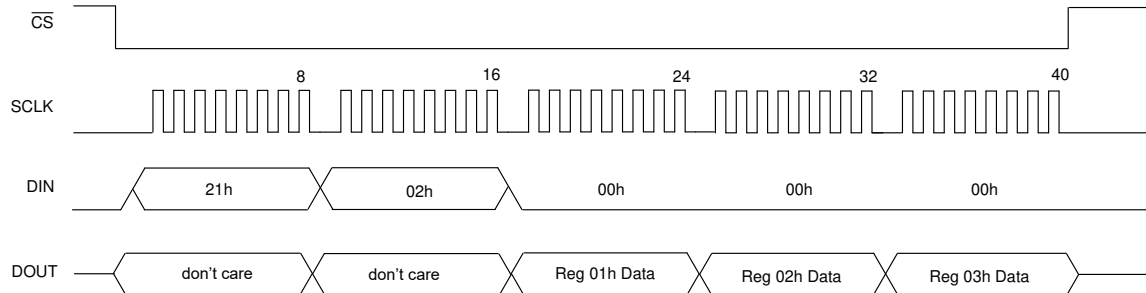 CS
8 16 24 32 40
SCLK
DIN 21h 02h 00h 00h 00h
DOUT don't care don't care Reg 01h Data Reg 02h Data Reg 03h Data